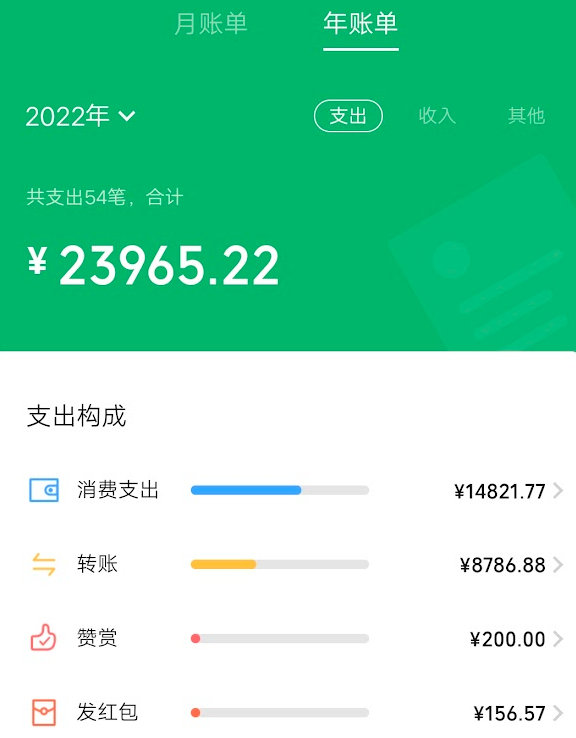 月账单 年账单
2022年 支出 收入 其他
共支出54笔，合计
¥23965.22
支出构成
消费支出 ¥14821.77
转账 ¥8786.88
赞赏 ¥200.00
发红包 ¥156.57